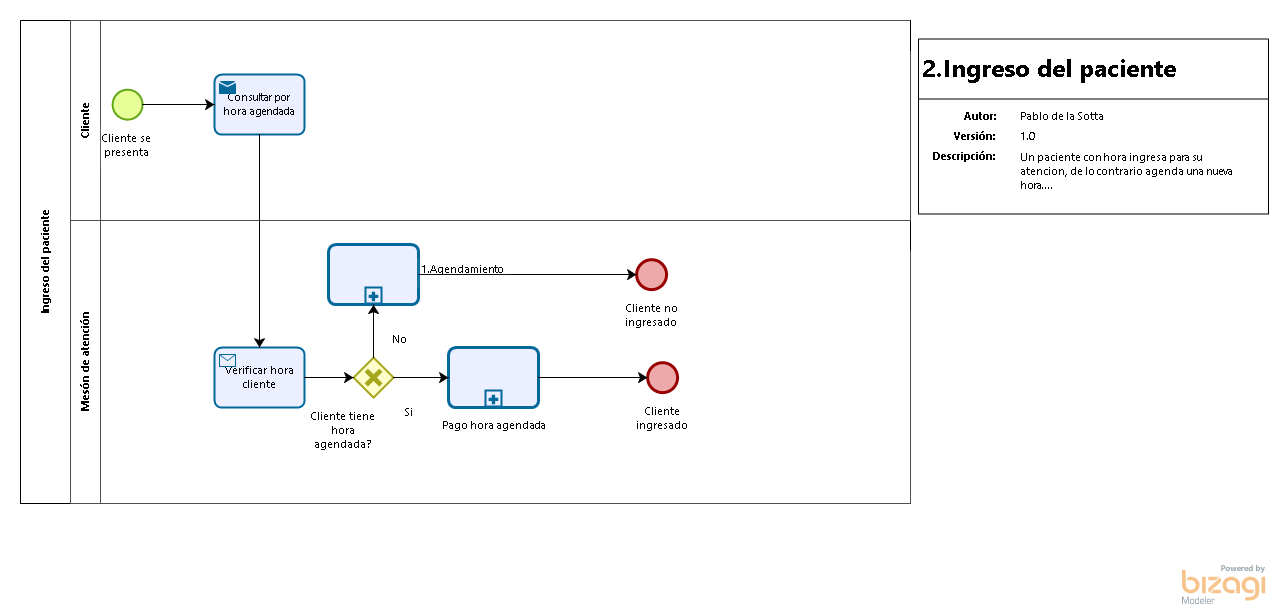 Ingreso del paciente
Cliente
Cliente se
presenta
Consultar por
hora agendada
Mesón de atención
Verificar hora
cliente
Cliente tiene
hora
agendada?
No
Si
1.Agendamiento
Pago hora agendada
Cliente no
ingresado
Cliente
ingresado
2.Ingreso del paciente
Autor: Pablo de la Sotta
Versión: 1.0
Descripción: Un paciente con hora ingresa para su
atencion, de lo contrario agenda una nueva
hora....
Powered by
bizagi
Modeler